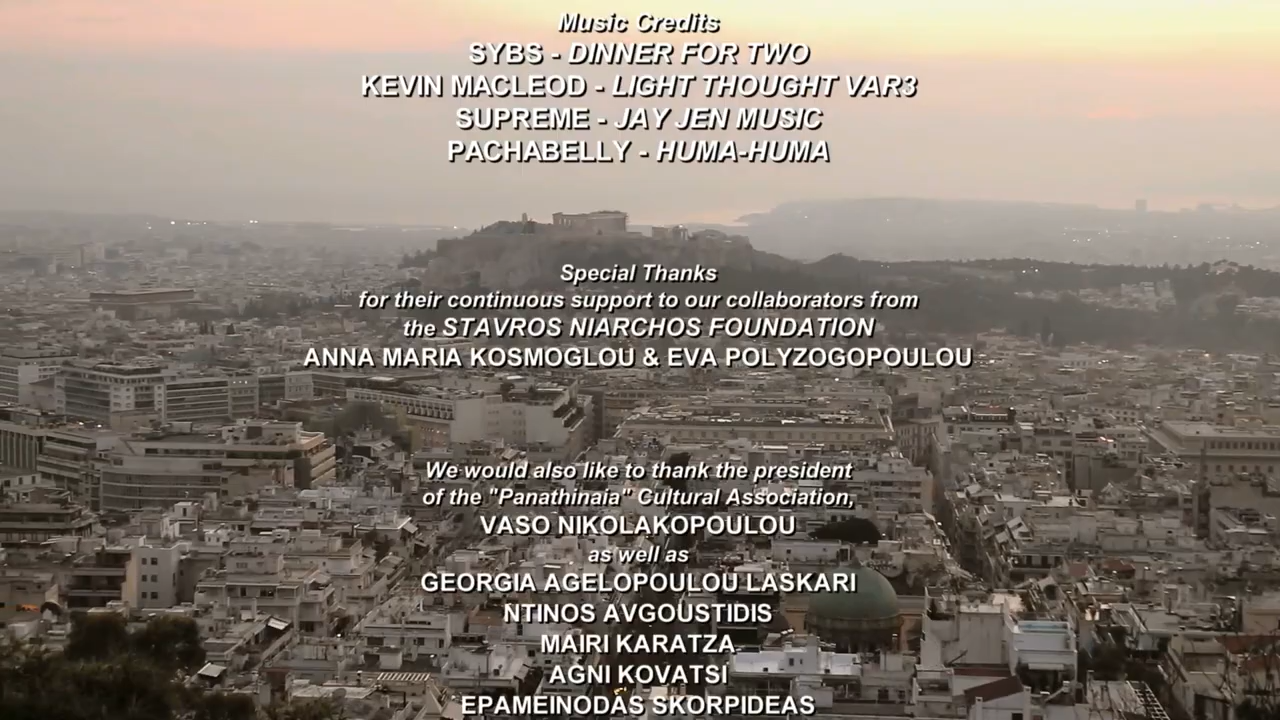 Music Credits
SYBS - DINNER FOR TWO
KEVIN MACLEOD - LIGHT THOUGHT VAR3
SUPREME - JAY JEN MUSIC
PACHABELLY - HUMA-HUMA
Special Thanks
for their continuous support to our collaborators from
the STAVROS NIARCHOS FOUNDATION
ANNA MARIA KOSMOGLOU & EVA POLYZOGOPOULOU
We would also like to thank the president
of the "Panathinaia" Cultural Association,
VASO NIKOLAKOPOULOU
as well as
GEORGIA AGELOPOULOU LASKARI
NTINOS AVGOUSTIDIS
MAIRI KARATZA
AGNI KOVATSI
EPAMEINODAS SKORPIDEAS